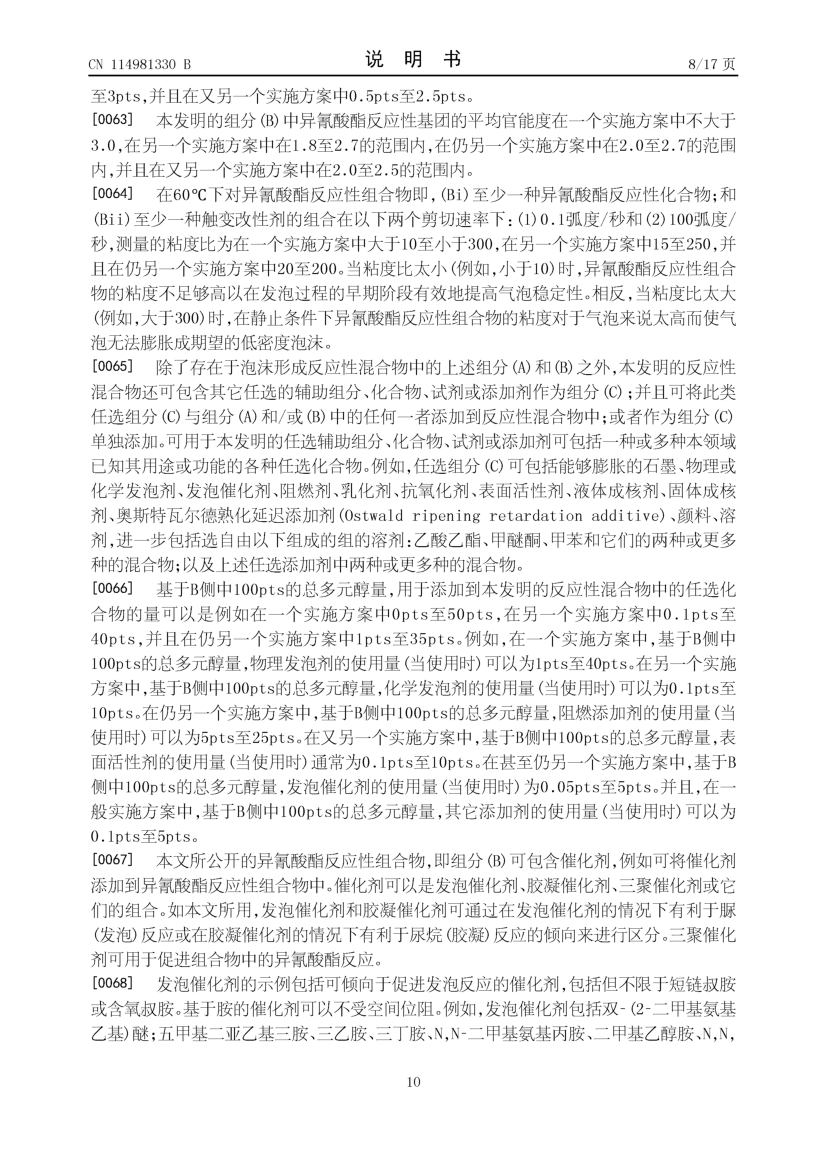 CN 114981330 B
说 明 书
8/17 页
至3pts,并且在又另一个实施方案中0.5pts至2.5pts。
[0063] 本发明的组分(B)中异氰酸酯反应性基团的平均官能度在一个实施方案中不大于
3.0,在另一个实施方案中在1.8至2.7的范围内,在仍另一个实施方案中在2.0至2.7的范围
内,并且在又另一个实施方案中在2.0至2.5的范围内。
[0064] 在60℃下对异氰酸酯反应性组合物即,(Bi)至少一种异氰酸酯反应性化合物;和
(Bii)至少一种触变改性剂的组合在以下两个剪切速率下:(1)0.1弧度/秒和(2)100弧度/
秒,测量的粘度比为在一个实施方案中大于10至小于300,在另一个实施方案中15至250,并
且在仍另一个实施方案中20至200。当粘度比太小(例如,小于10)时,异氰酸酯反应性组合
物的粘度不足够高以在发泡过程的早期阶段有效地提高气泡稳定性。相反,当粘度比太大
(例如,大于300)时,在静止条件下异氰酸酯反应性组合物的粘度对于气泡来说太高而使气
泡无法膨胀成期望的低密度泡沫。
[0065] 除了存在于泡沫形成反应性混合物中的上述组分(A)和(B)之外,本发明的反应性
混合物还可包含其它任选的辅助组分、化合物、试剂或添加剂作为组分(C);并且可将此类
任选组分(C)与组分(A)和/或(B)中的任何一者添加到反应性混合物中;或者作为组分(C)
单独添加。可用于本发明的任选辅助组分、化合物、试剂或添加剂可包括一种或多种本领域
已知其用途或功能的各种任选化合物。例如,任选组分(C)可包括能够膨胀的石墨、物理或
化学发泡剂、发泡催化剂、阻燃剂、乳化剂、抗氧化剂、表面活性剂、液体成核剂、固体成核
剂、奥斯特瓦尔德熟化延迟添加剂(Ostwald ripening retardation additive)、颜料、溶
剂,进一步包括选自由以下组成的组的溶剂:乙酸乙酯、甲醚酮、甲苯和它们的两种或更多
种的混合物;以及上述任选添加剂中两种或更多种的混合物。
[0066] 基于B侧中100pts的总多元醇量,用于添加到本发明的反应性混合物中的任选化
合物的量可以是例如在一个实施方案中0pts至50pts,在另一个实施方案中0.1pts至
40pts,并且在仍另一个实施方案中1pts至35pts。例如,在一个实施方案中,基于B侧中
100pts的总多元醇量,物理发泡剂的使用量(当使用时)可以为1pts至40pts。在另一个实施
方案中,基于B侧中100pts的总多元醇量,化学发泡剂的使用量(当使用时)可以为0.1pts至
10pts。在仍另一个实施方案中,基于B侧中100pts的总多元醇量,阻燃添加剂的使用量(当
使用时)可以为5pts至25pts。在又另一个实施方案中,基于B侧中100pts的总多元醇量,表
面活性剂的使用量(当使用时)通常为0.1pts至10pts。在甚至仍另一个实施方案中,基于B
侧中100pts的总多元醇量,发泡催化剂的使用量(当使用时)为0.05pts至5pts。并且,在一
般实施方案中,基于B侧中100pts的总多元醇量,其它添加剂的使用量(当使用时)可以为
0.1pts至5pts。
[0067] 本文所公开的异氰酸酯反应性组合物,即组分(B)可包含催化剂,例如可将催化剂
添加到异氰酸酯反应性组合物中。催化剂可以是发泡催化剂、胶凝催化剂、三聚催化剂或它
们的组合。如本文所用,发泡催化剂和胶凝催化剂可通过在发泡催化剂的情况下有利于脲
(发泡)反应或在胶凝催化剂的情况下有利于尿烷(胶凝)反应的倾向来进行区分。三聚催化
剂可用于促进组合物中的异氰酸酯反应。
[0068] 发泡催化剂的示例包括可倾向于促进发泡反应的催化剂,包括但不限于短链叔胺
或含氧叔胺。基于胺的催化剂可以不受空间位阻。例如,发泡催化剂包括双-(2-二甲基氨基
乙基)醚;五甲基二亚乙基三胺、三乙胺、三丁胺、N,N-二甲基氨基丙胺、二甲基乙醇胺、N,N,
10